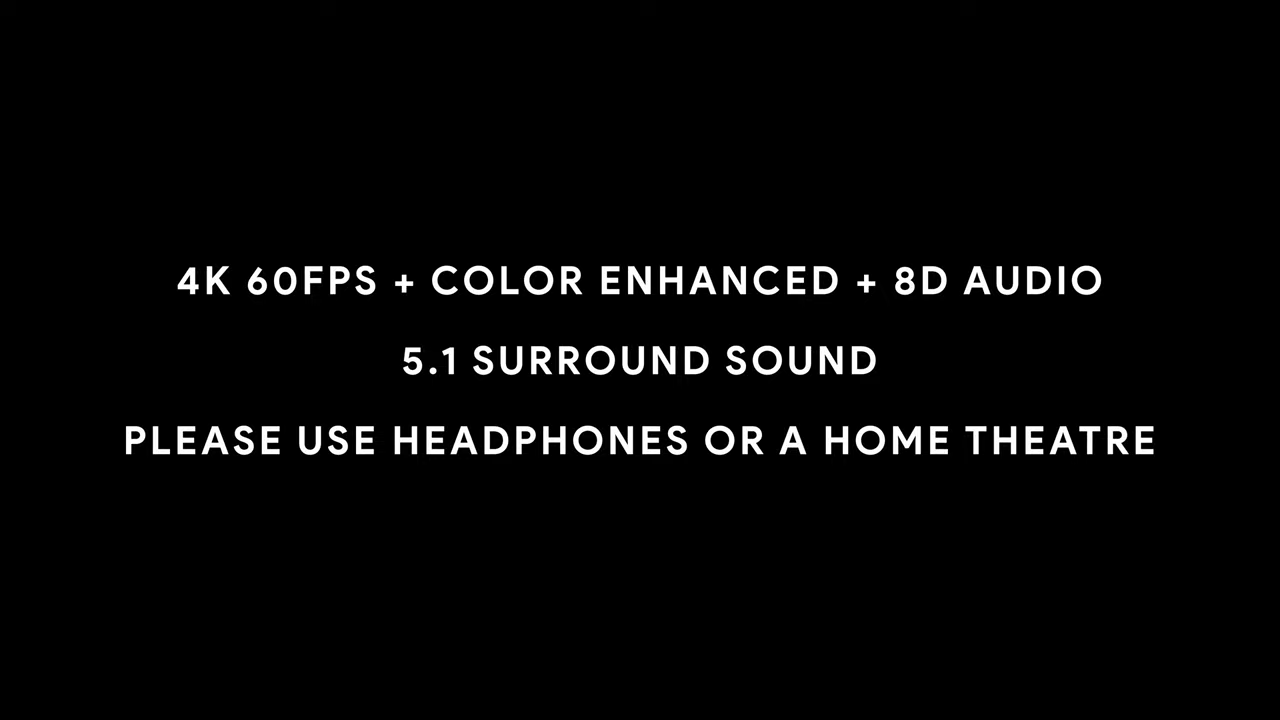 4K 60FPS + COLOR ENHANCED + 8D AUDIO
5.1 SURROUND SOUND
PLEASE USE HEADPHONES OR A HOME THEATRE